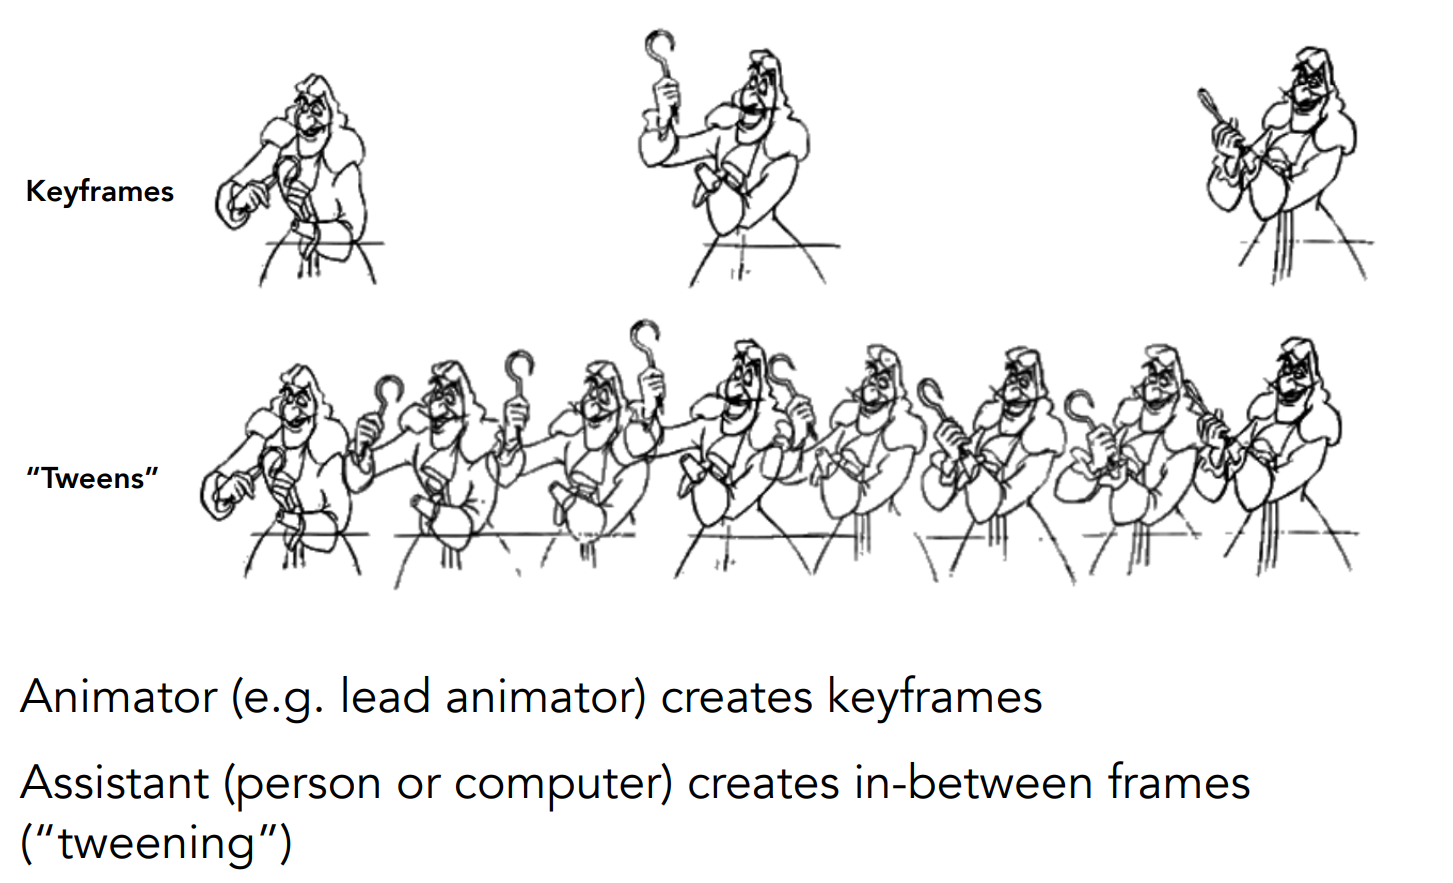 Keyframes
"Tweens"
Animator (e.g. lead animator) creates keyframes
Assistant (person or computer) creates in-between frames
("tweening")